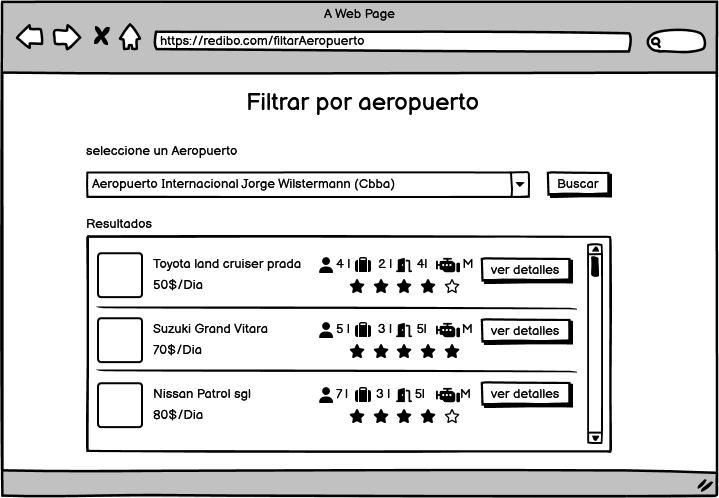 A Web Page
https://redibo.com/filtarAeropuerto
Filtrar por aeropuerto
seleccione un Aeropuerto
Aeropuerto Internacional Jorge Wilstermann (Cbba)
Buscar
Resultados
Toyota land cruiser prada
4 | 2 | 4| M
ver detalles
50$/Dia
Suzuki Grand Vitara
5 | 3 | 5| M
ver detalles
70$/Dia
Nissan Patrol sgl
7 | 3 | 5| M
ver detalles
80$/Dia